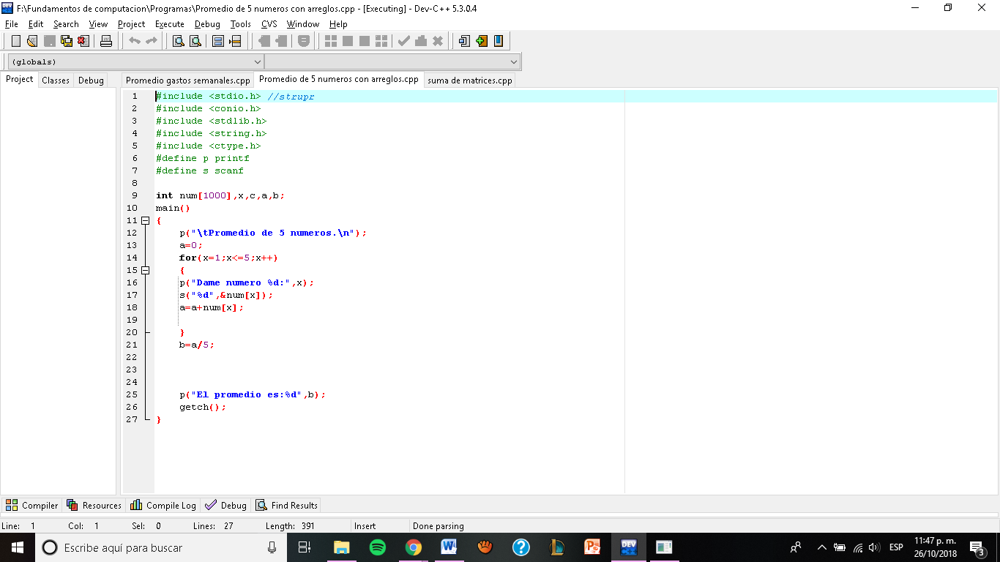 F:\Fundamentos de computacion\Programas\Promedio de 5 numeros con arreglos.cpp - [Executing] - Dev-C++ 5.3.0.4
File Edit Search View Project Execute Debug Tools CVS Window Help
(globals)
Project Classes Debug
Promedio gastos semanales.cpp Promedio de 5 numeros con arreglos.cpp suma de matrices.cpp
1 #include <stdio.h> //strupr
2 #include <conio.h>
3 #include <stdlib.h>
4 #include <string.h>
5 #include <ctype.h>
6 #define p printf
7 #define s scanf
8
9 int num[1000],x,c,a,b;
10 main()
11 {
12 p("\tPromedio de 5 numeros.\n");
13 a=0;
14 for(x=1;x<=5;x++)
15 {
16 p("Dame numero %d:",x);
17 s("%d",&num[x]);
18 a=a+num[x];
19
20 }
21 b=a/5;
22
23
24
25 p("El promedio es:%d",b);
26 getch();
27 }
Compiler Resources Compile Log Debug Find Results
Line: 1 Col: 1 Sel: 0 Lines: 27 Length: 391 Insert Done parsing
Escribe aquí para buscar
DEV
ESP
11:47 p. m.
26/10/2018
3